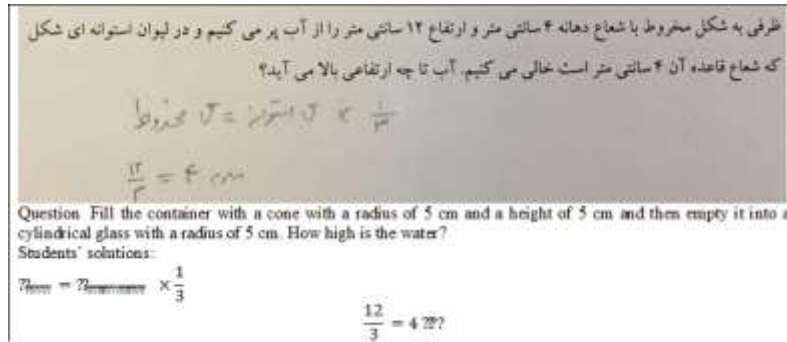 ظرفی به شکل مخروط با شعاع دهانه ۴ سانتی متر و ارتفاع ۱۲ سانتی متر را از آب پر می کنیم و در لیوان استوانه ای شکل
که شعاع قاعده آن ۴ سانتی متر است خالی می کنیم. آب تا چه ارتفاعی بالا می آید؟
مخروط = استوانه × ۱/۳
۱۲/۳ = ۴ cm
Question Fill the container with a cone with a radius of 5 cm and a height of 5 cm and then empty it into a
cylindrical glass with a radius of 5 cm. How high is the water?
Students' solutions:
= × 1/3
12/3 = 4 ???